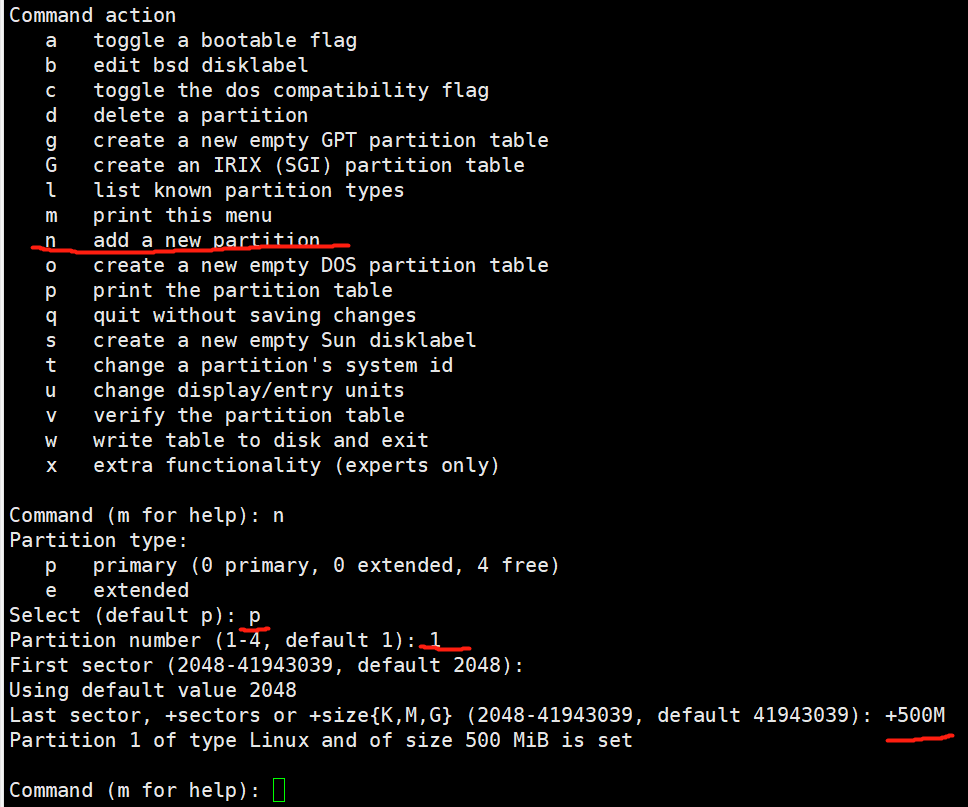 Command action
   a   toggle a bootable flag
   b   edit bsd disklabel
   c   toggle the dos compatibility flag
   d   delete a partition
   g   create a new empty GPT partition table
   G   create an IRIX (SGI) partition table
   l   list known partition types
   m   print this menu
   n   add a new partition
   o   create a new empty DOS partition table
   p   print the partition table
   q   quit without saving changes
   s   create a new empty Sun disklabel
   t   change a partition's system id
   u   change display/entry units
   v   verify the partition table
   w   write table to disk and exit
   x   extra functionality (experts only)

Command (m for help): n
Partition type:
   p   primary (0 primary, 0 extended, 4 free)
   e   extended
Select (default p): p
Partition number (1-4, default 1): 1
First sector (2048-41943039, default 2048):
Using default value 2048
Last sector, +sectors or +size{K,M,G} (2048-41943039, default 41943039): +500M
Partition 1 of type Linux and of size 500 MiB is set

Command (m for help):